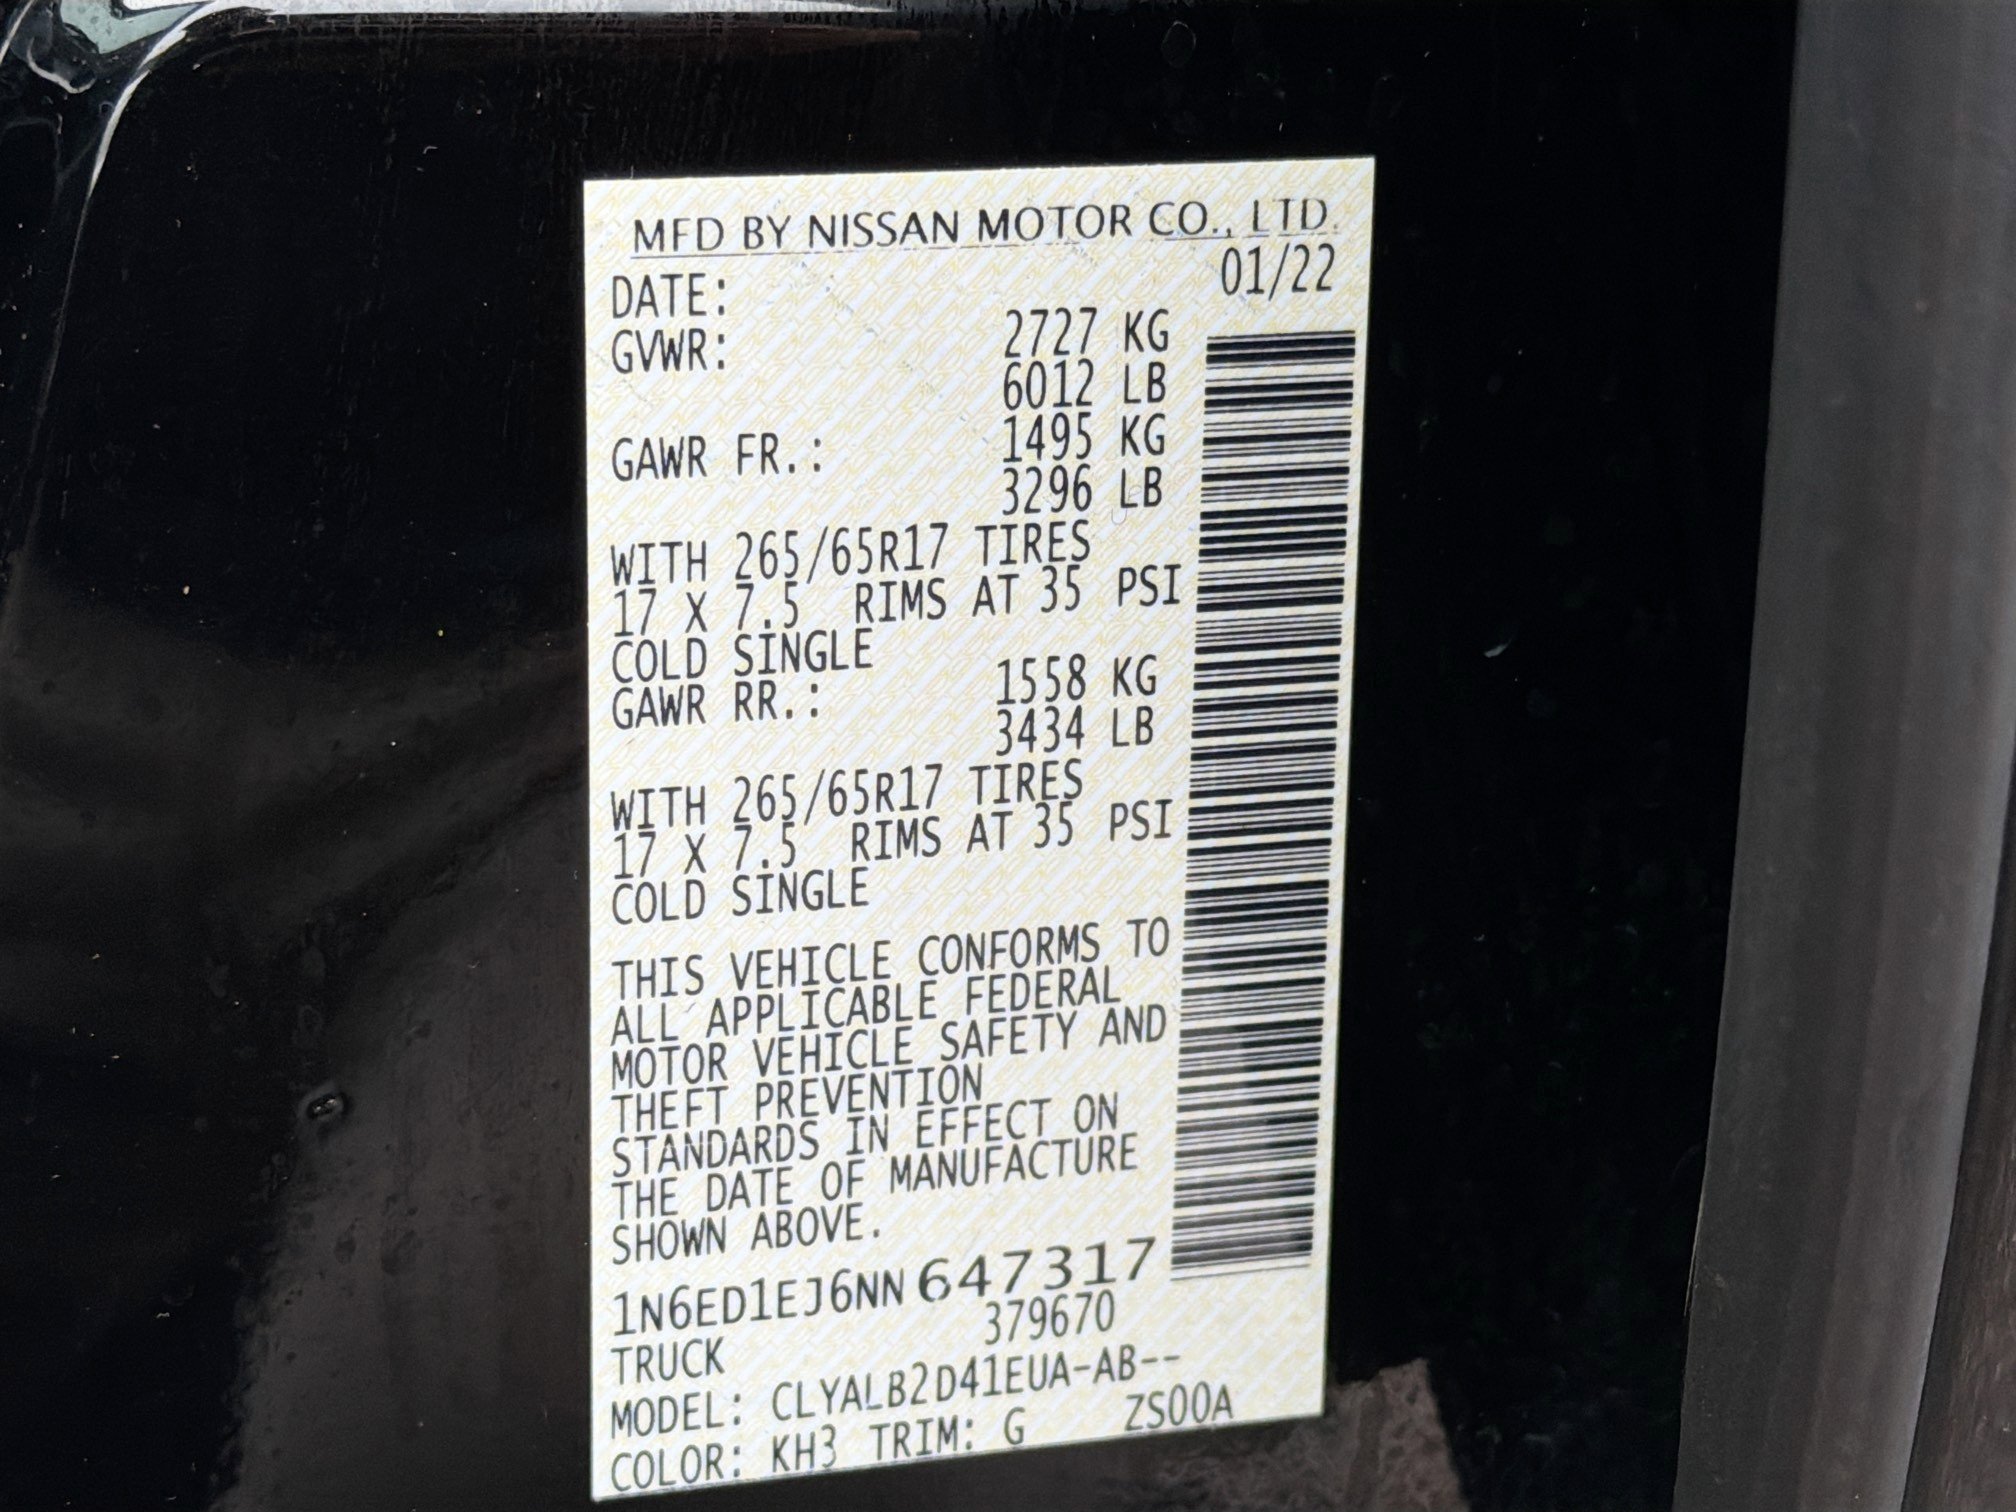 MFD BY NISSAN MOTOR CO., LTD.
DATE: 01/22
GVWR: 2727 KG
6012 LB
GAWR FR.: 1495 KG
3296 LB
WITH 265/65R17 TIRES
17 X 7.5 RIMS AT 35 PSI
COLD SINGLE
GAWR RR.: 1558 KG
3434 LB
WITH 265/65R17 TIRES
17 X 7.5 RIMS AT 35 PSI
COLD SINGLE
THIS VEHICLE CONFORMS TO
ALL APPLICABLE FEDERAL
MOTOR VEHICLE SAFETY AND
THEFT PREVENTION
STANDARDS IN EFFECT ON
THE DATE OF MANUFACTURE
SHOWN ABOVE.
1N6ED1EJ6NN647317
TRUCK 379670
MODEL: CLYALB2D41EUA-AB--
COLOR: KH3 TRIM: G ZS00A